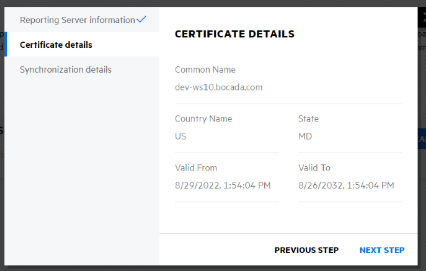 Reporting Server information
Certificate details
Synchronization details
CERTIFICATE DETAILS
Common Name
dev-ws10.bocada.com
Country Name
State
US
MD
Valid From
Valid To
8/29/2022, 1:54:04 PM
8/26/2032, 1:54:04 PM
PREVIOUS STEP
NEXT STEP